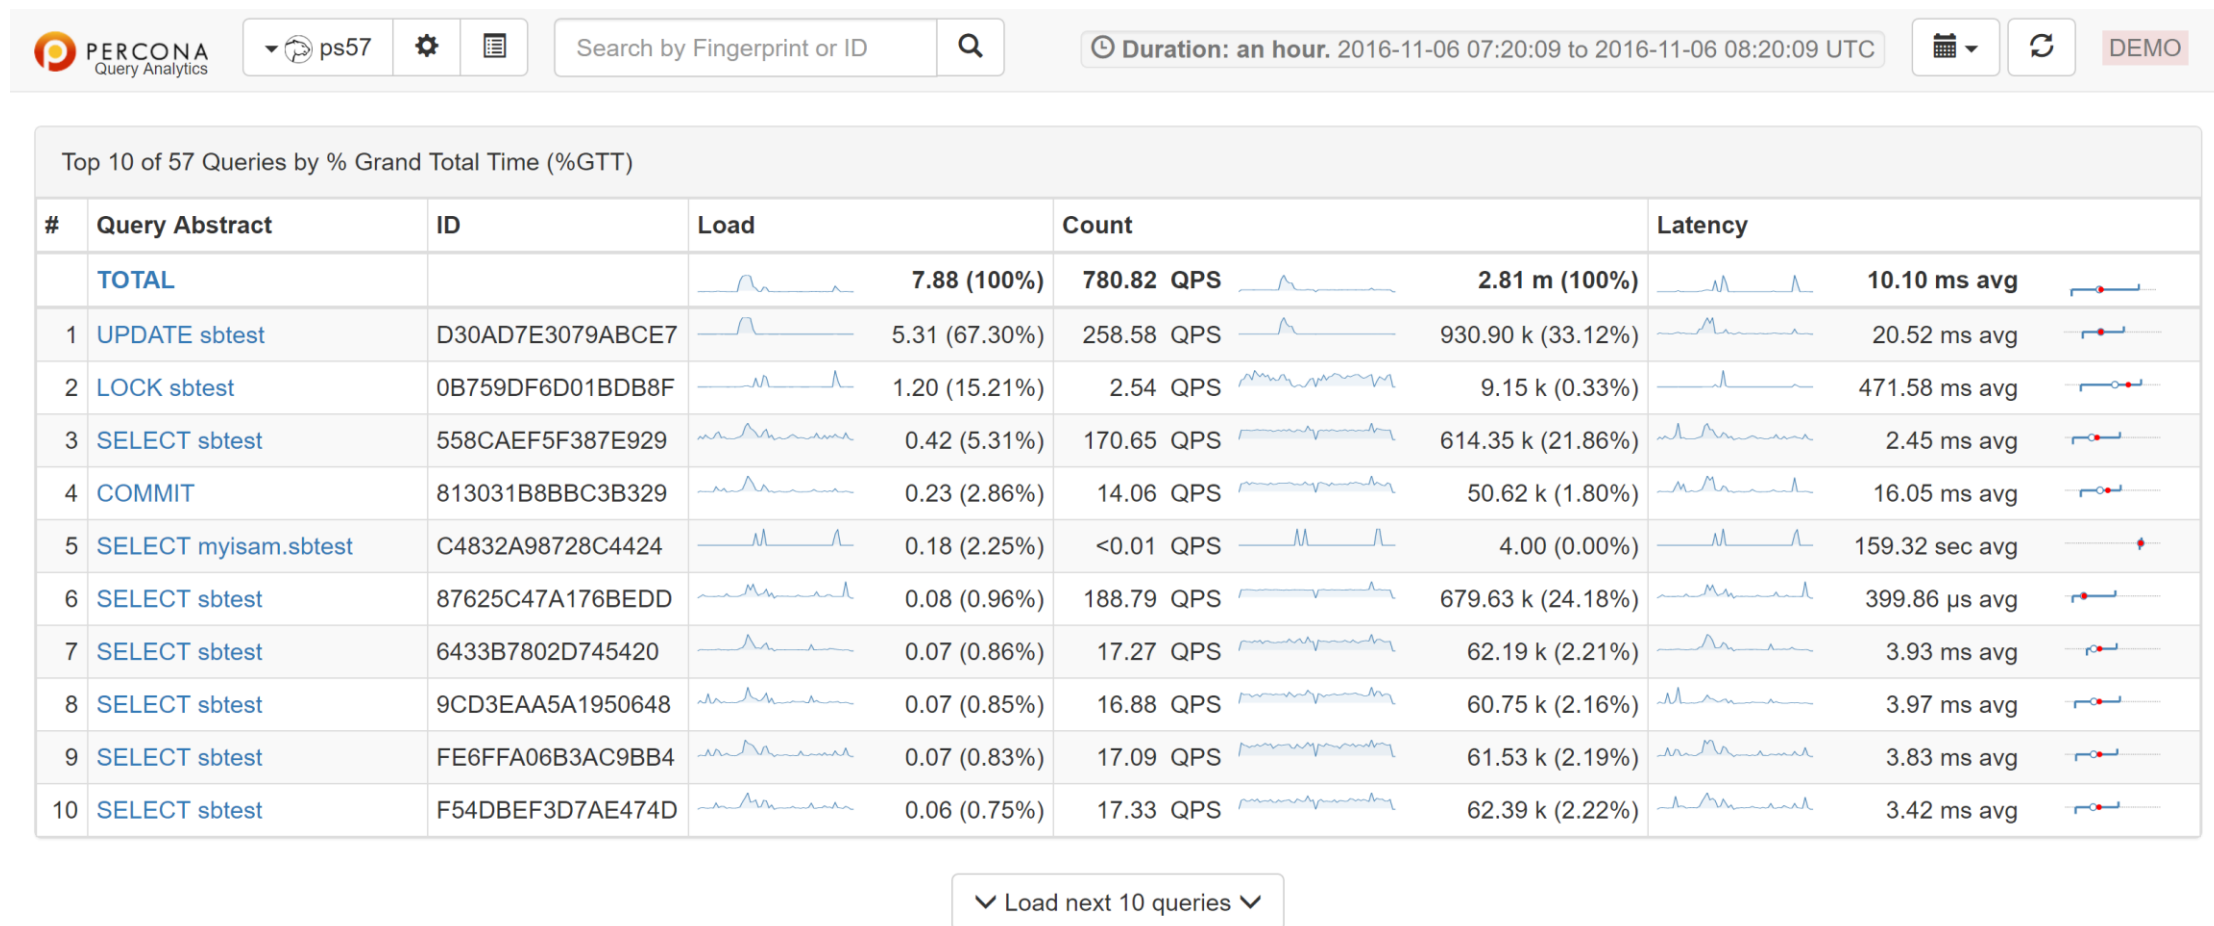 PERCONA
Query Analytics
ps57
Search by Fingerprint or ID
Duration: an hour. 2016-11-06 07:20:09 to 2016-11-06 08:20:09 UTC
DEMO
Top 10 of 57 Queries by % Grand Total Time (%GTT)
# Query Abstract ID Load Count Latency
TOTAL 7.88 (100%) 780.82 QPS 2.81 m (100%) 10.10 ms avg
1 UPDATE sbtest D30AD7E3079ABCE7 5.31 (67.30%) 258.58 QPS 930.90 k (33.12%) 20.52 ms avg
2 LOCK sbtest 0B759DF6D01BDB8F 1.20 (15.21%) 2.54 QPS 9.15 k (0.33%) 471.58 ms avg
3 SELECT sbtest 558CAEF5F387E929 0.42 (5.31%) 170.65 QPS 614.35 k (21.86%) 2.45 ms avg
4 COMMIT 813031B8BBC3B329 0.23 (2.86%) 14.06 QPS 50.62 k (1.80%) 16.05 ms avg
5 SELECT myisam.sbtest C4832A98728C4424 0.18 (2.25%) <0.01 QPS 4.00 (0.00%) 159.32 sec avg
6 SELECT sbtest 87625C47A176BEDD 0.08 (0.96%) 188.79 QPS 679.63 k (24.18%) 399.86 µs avg
7 SELECT sbtest 6433B7802D745420 0.07 (0.86%) 17.27 QPS 62.19 k (2.21%) 3.93 ms avg
8 SELECT sbtest 9CD3EAA5A1950648 0.07 (0.85%) 16.88 QPS 60.75 k (2.16%) 3.97 ms avg
9 SELECT sbtest FE6FFA06B3AC9BB4 0.07 (0.83%) 17.09 QPS 61.53 k (2.19%) 3.83 ms avg
10 SELECT sbtest F54DBEF3D7AE474D 0.06 (0.75%) 17.33 QPS 62.39 k (2.22%) 3.42 ms avg
Load next 10 queries